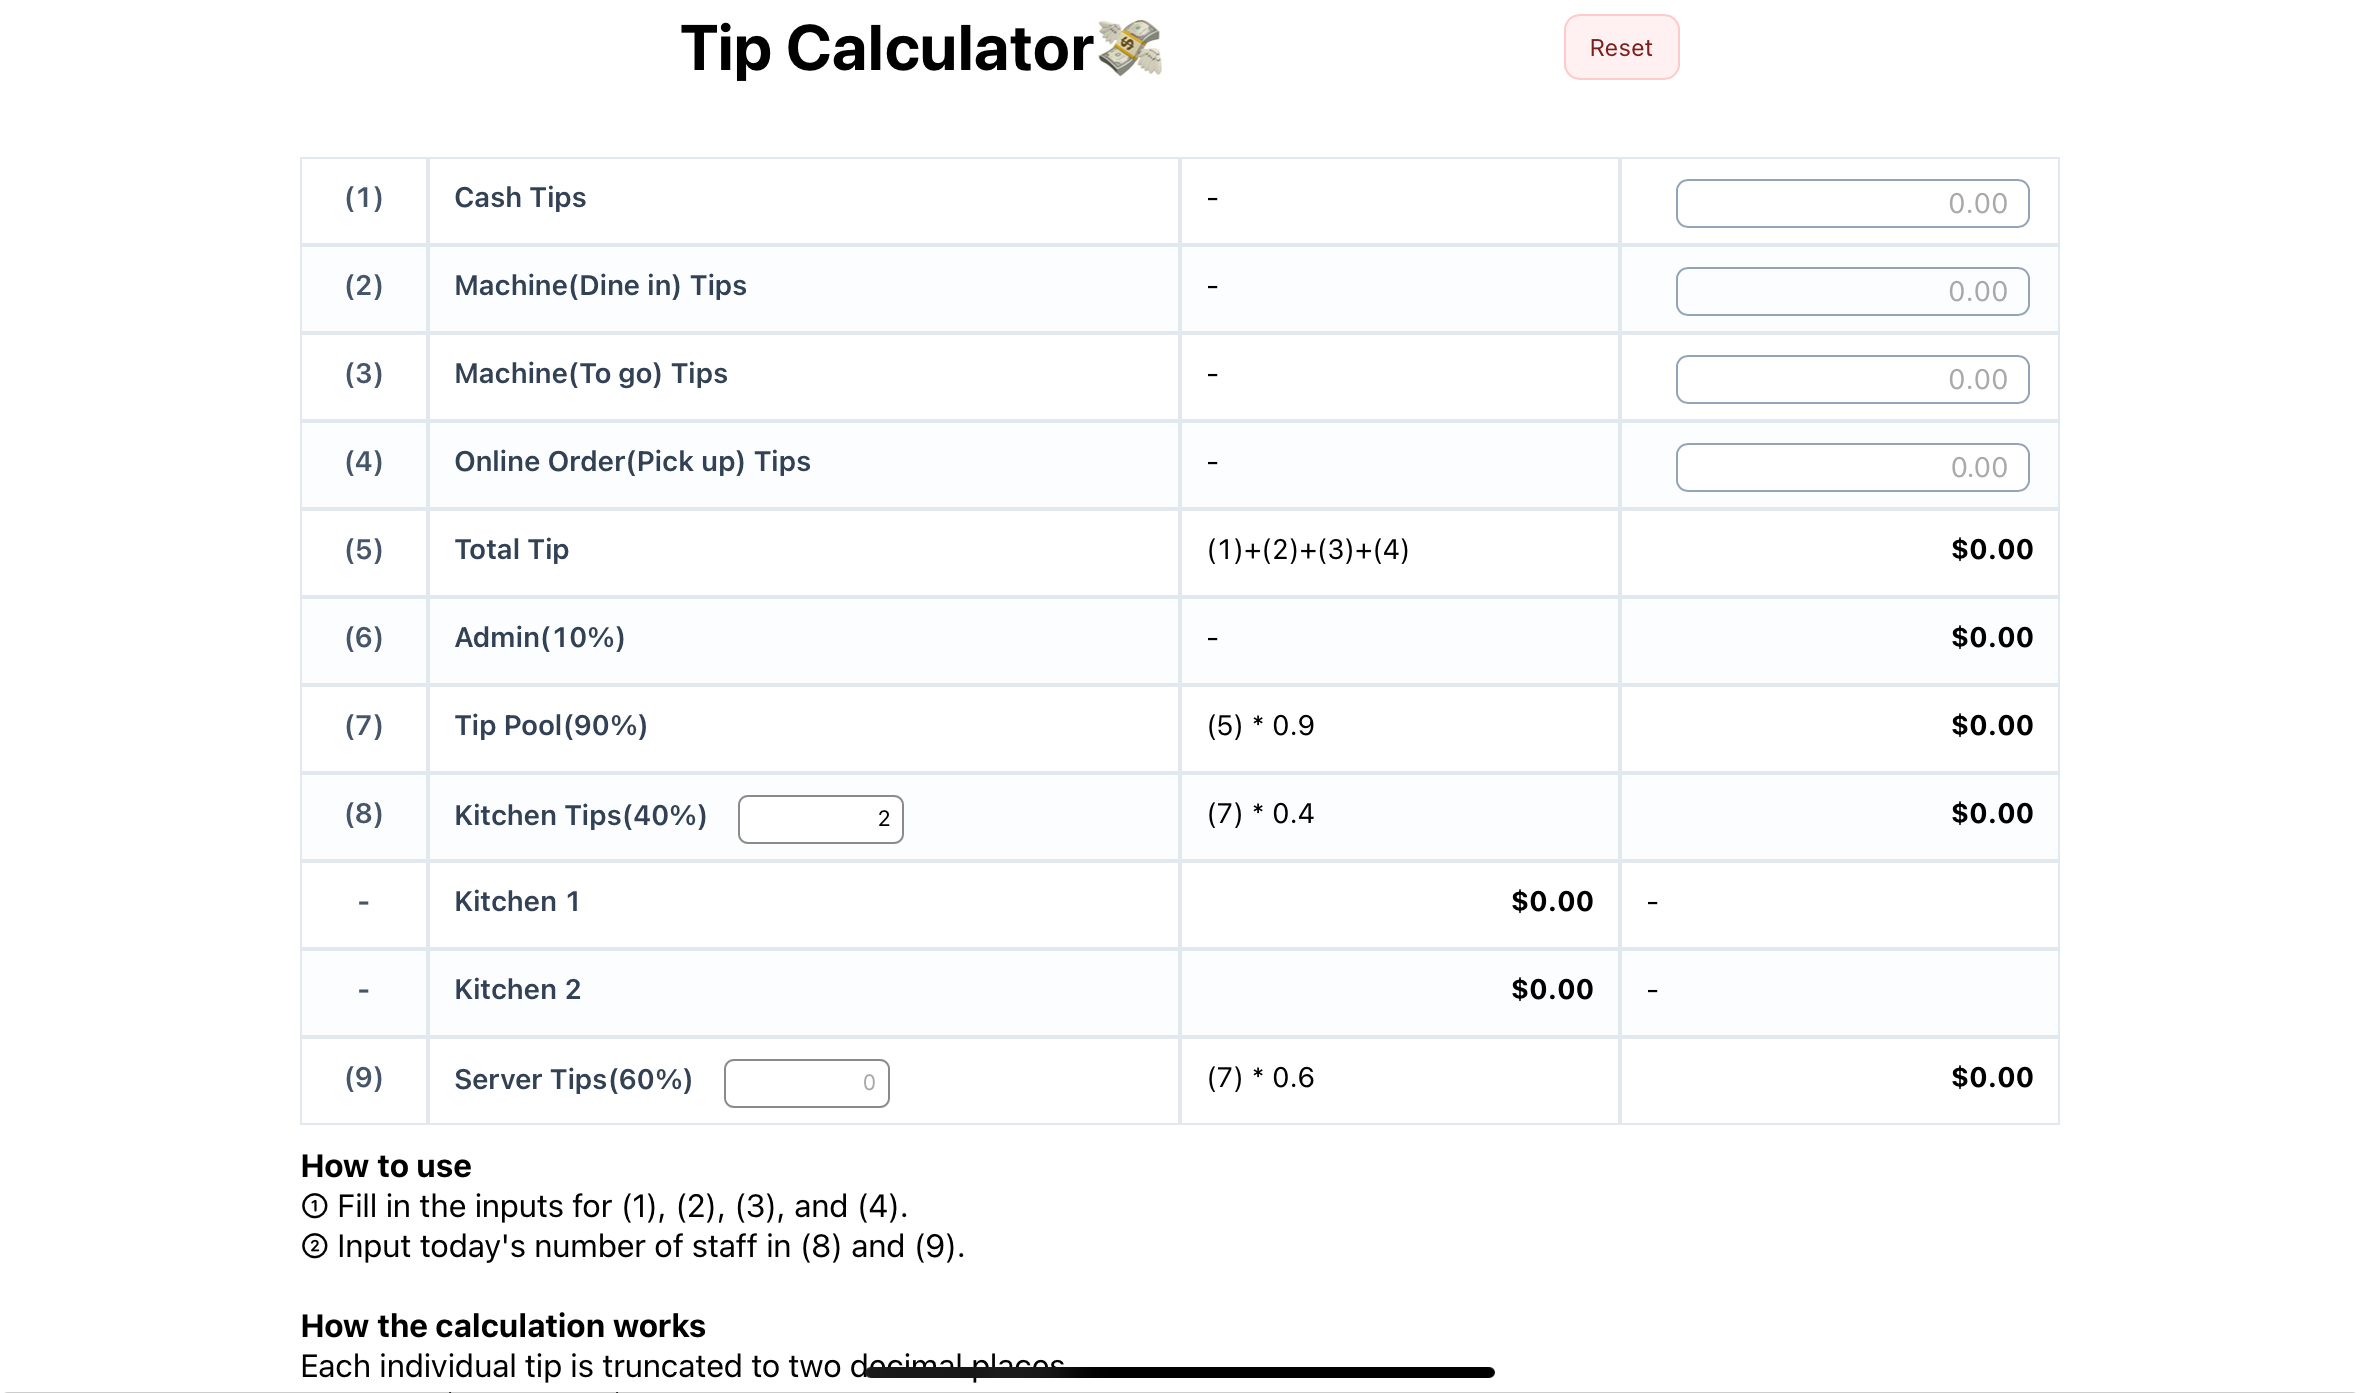 Tip Calculator💸
Reset
(1) Cash Tips - 0.00
(2) Machine(Dine in) Tips - 0.00
(3) Machine(To go) Tips - 0.00
(4) Online Order(Pick up) Tips - 0.00
(5) Total Tip (1)+(2)+(3)+(4) $0.00
(6) Admin(10%) - $0.00
(7) Tip Pool(90%) (5) * 0.9 $0.00
(8) Kitchen Tips(40%) 2 (7) * 0.4 $0.00
- Kitchen 1 $0.00 -
- Kitchen 2 $0.00 -
(9) Server Tips(60%) 0 (7) * 0.6 $0.00
How to use
① Fill in the inputs for (1), (2), (3), and (4).
② Input today's number of staff in (8) and (9).
How the calculation works
Each individual tip is truncated to two decimal places